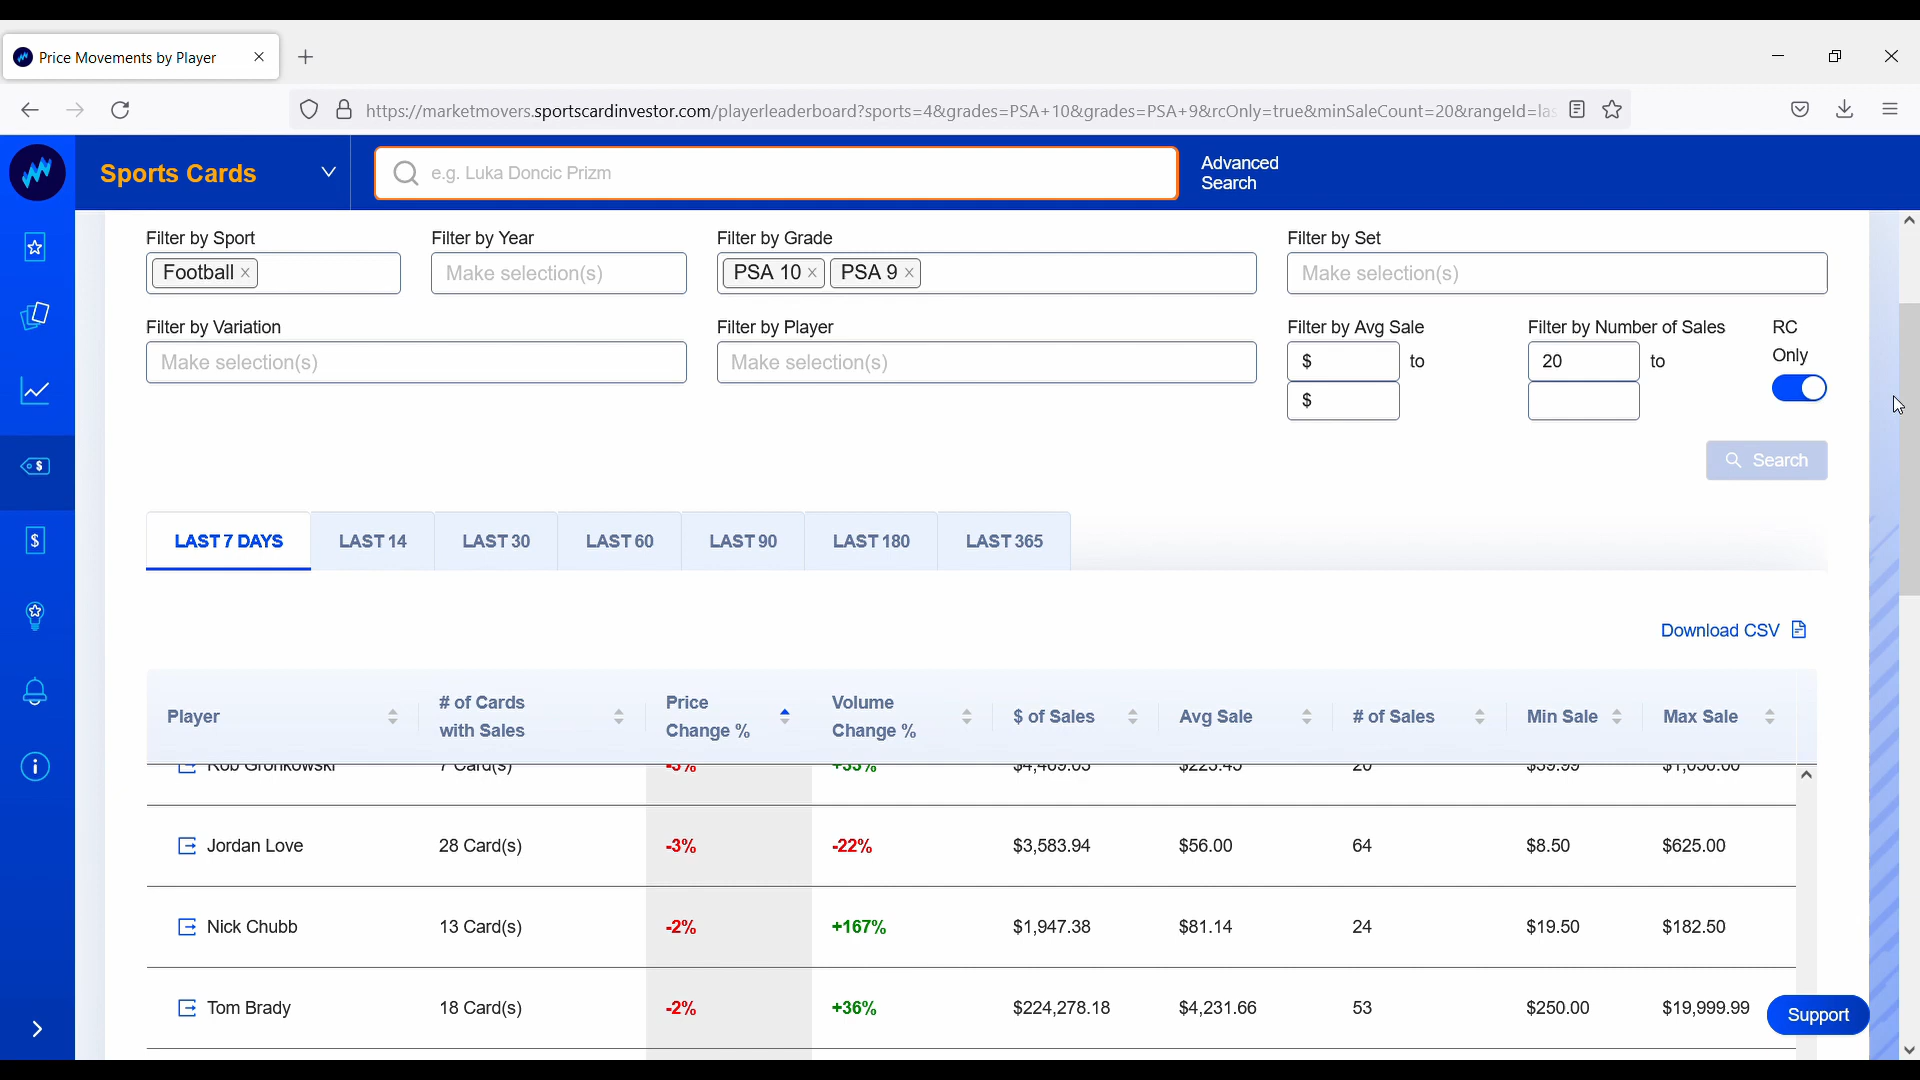 Price Movements by Player
https://marketmovers.sportscardinvestor.com/playerleaderboard?sports=4&grades=PSA+10&grades=PSA+9&rcOnly=true&minSaleCount=20&rangeId=las
Sports Cards
e.g. Luka Doncic Prizm
Advanced
Search
Filter by Sport
Filter by Year
Filter by Grade
Filter by Set
Football ×
Make selection(s)
PSA 10 ×
PSA 9 ×
Make selection(s)
Filter by Variation
Filter by Player
Filter by Avg Sale
Filter by Number of Sales
RC
Only
Make selection(s)
Make selection(s)
$
to
20
to
$
Search
LAST 7 DAYS
LAST 14
LAST 30
LAST 60
LAST 90
LAST 180
LAST 365
Download CSV
Player
# of Cards
with Sales
Price
Change %
Volume
Change %
$ of Sales
Avg Sale
# of Sales
Min Sale
Max Sale
Rob Gronkowski 7 Card(s)
Jordan Love 28 Card(s) -3% -22% $3,583.94 $56.00 64 $8.50 $625.00
Nick Chubb 13 Card(s) -2% +167% $1,947.38 $81.14 24 $19.50 $182.50
Tom Brady 18 Card(s) -2% +36% $224,278.18 $4,231.66 53 $250.00 $19,999.99
Support